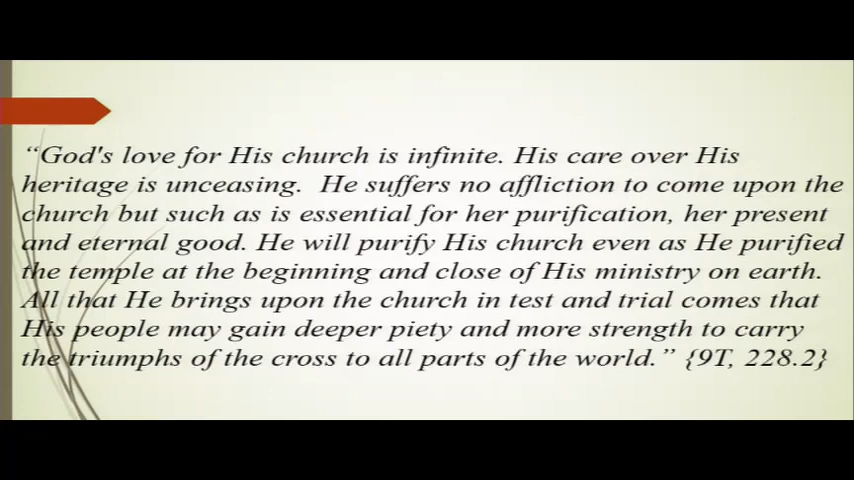 “God's love for His church is infinite. His care over His
heritage is unceasing.  He suffers no affliction to come upon the
church but such as is essential for her purification, her present
and eternal good. He will purify His church even as He purified
the temple at the beginning and close of His ministry on earth.
All that He brings upon the church in test and trial comes that
His people may gain deeper piety and more strength to carry
the triumphs of the cross to all parts of the world.” {9T, 228.2}